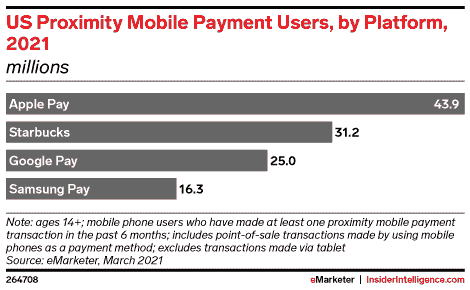 US Proximity Mobile Payment Users, by Platform,
2021
millions
Apple Pay 43.9
Starbucks 31.2
Google Pay 25.0
Samsung Pay 16.3
Note: ages 14+; mobile phone users who have made at least one proximity mobile payment
transaction in the past 6 months; includes point-of-sale transactions made by using mobile
phones as a payment method; excludes transactions made via tablet
Source: eMarketer, March 2021
264708 eMarketer | InsiderIntelligence.com